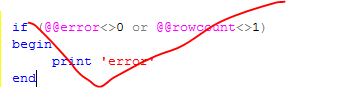 if (@@error<>0 or @@rowcount<>1)
begin
print 'error'
end